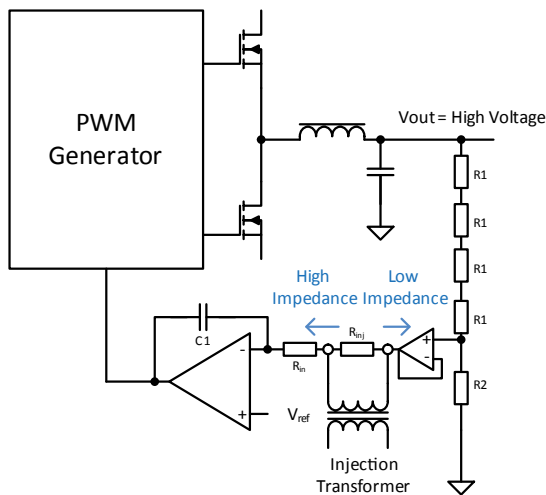 PWM
Generator
Vout = High Voltage
R1
R1
R1
R1
High
Impedance
Low
Impedance
C1
Rin
Rinj
-
+
+
-
R2
Vref
Injection
Transformer